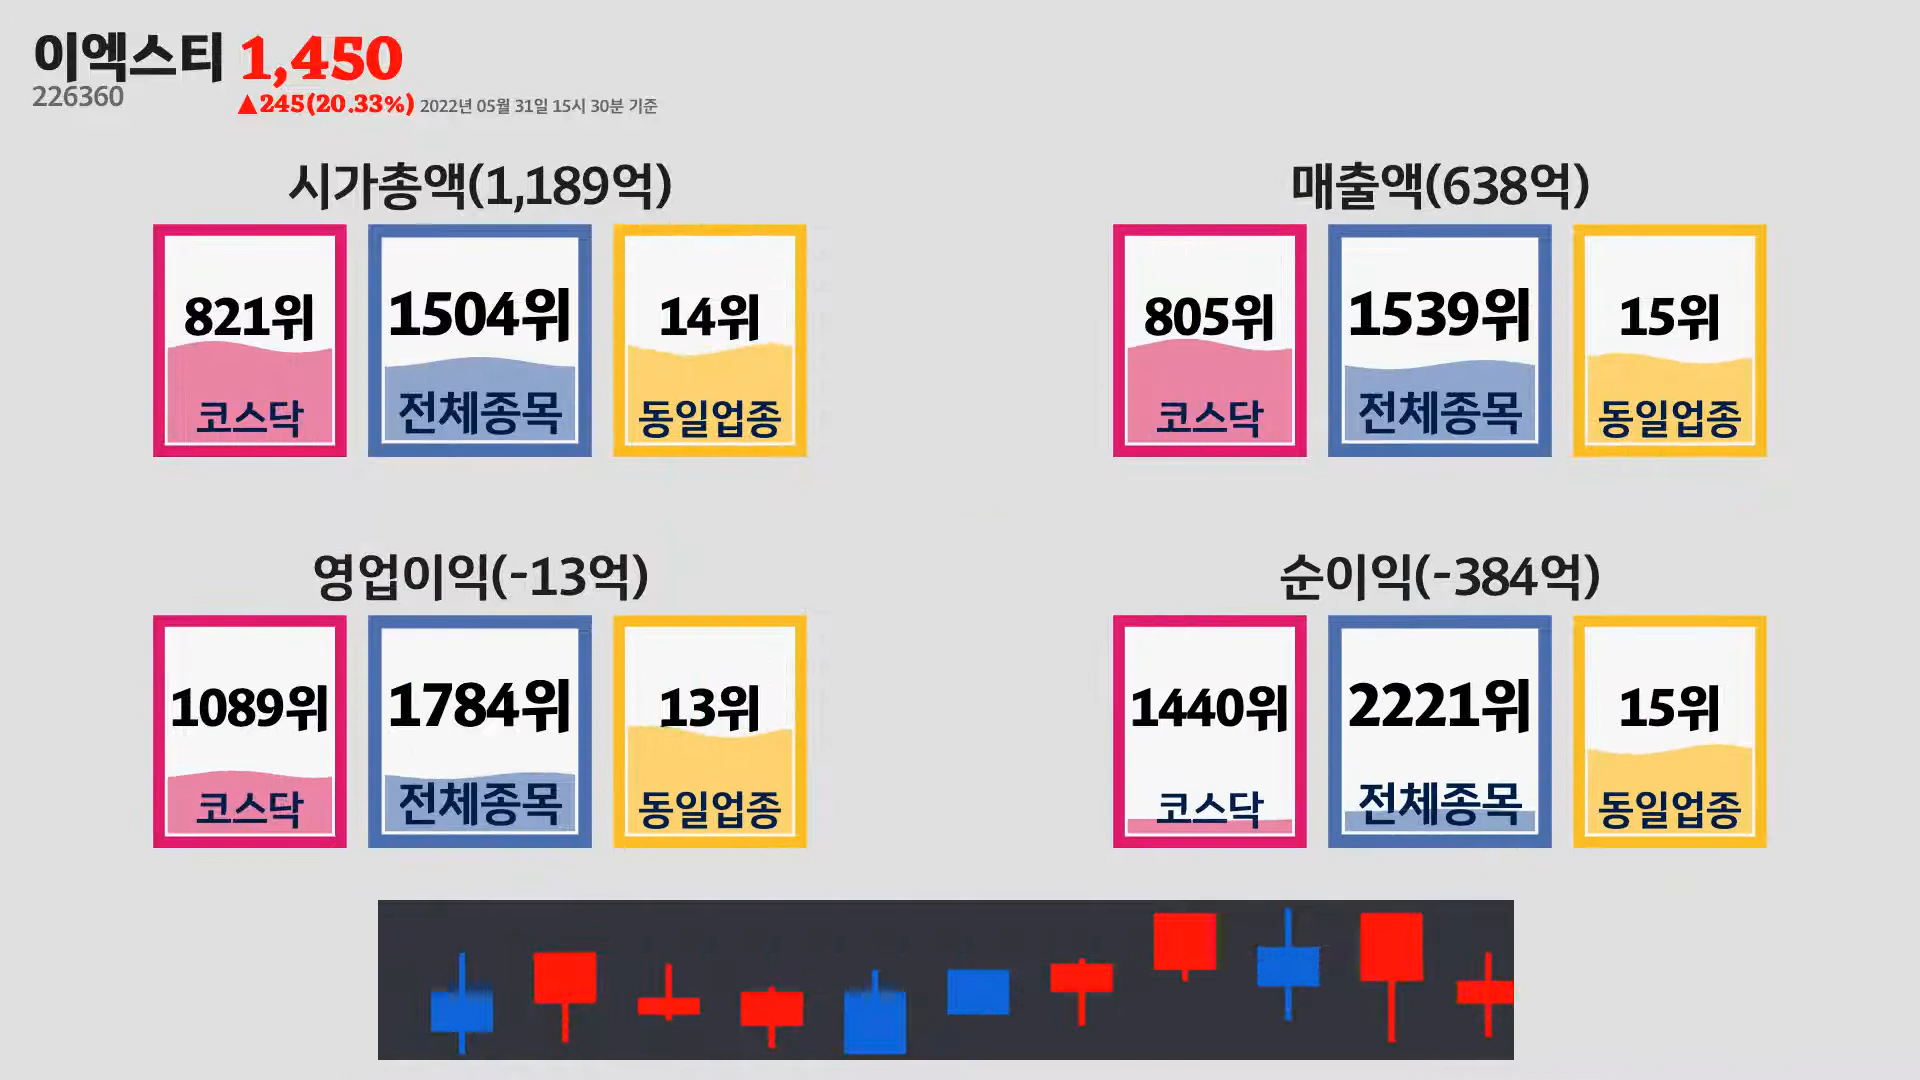 이엑스티 1,450
226360
▲245(20.33%) 2022년 05월 31일 15시 30분 기준
시가총액(1,189억)
821위
코스닥
1504위
전체종목
14위
동일업종
매출액(638억)
805위
코스닥
1539위
전체종목
15위
동일업종
영업이익(-13억)
1089위
코스닥
1784위
전체종목
13위
동일업종
순이익(-384억)
1440위
코스닥
2221위
전체종목
15위
동일업종